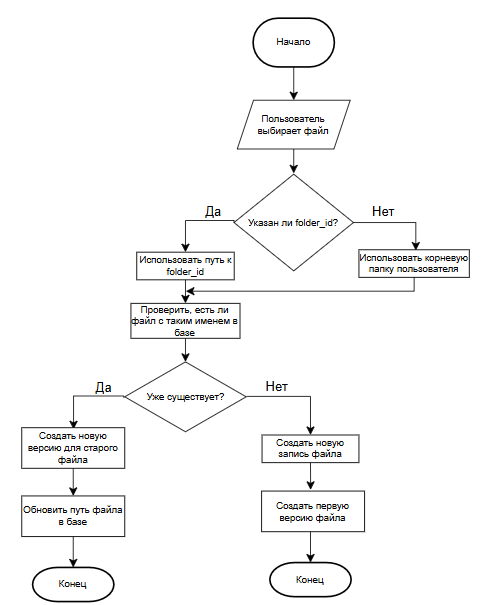 Начало
Пользователь
выбирает файл
Указан ли folder_id?
Да
Нет
Использовать путь к
folder_id
Использовать корневую
папку пользователя
Проверить, есть ли
файл с таким именем в
базе
Уже существует?
Да
Нет
Создать новую
версию для старого
файла
Создать новую
запись файла
Обновить путь файла
в базе
Создать первую
версию файла
Конец
Конец